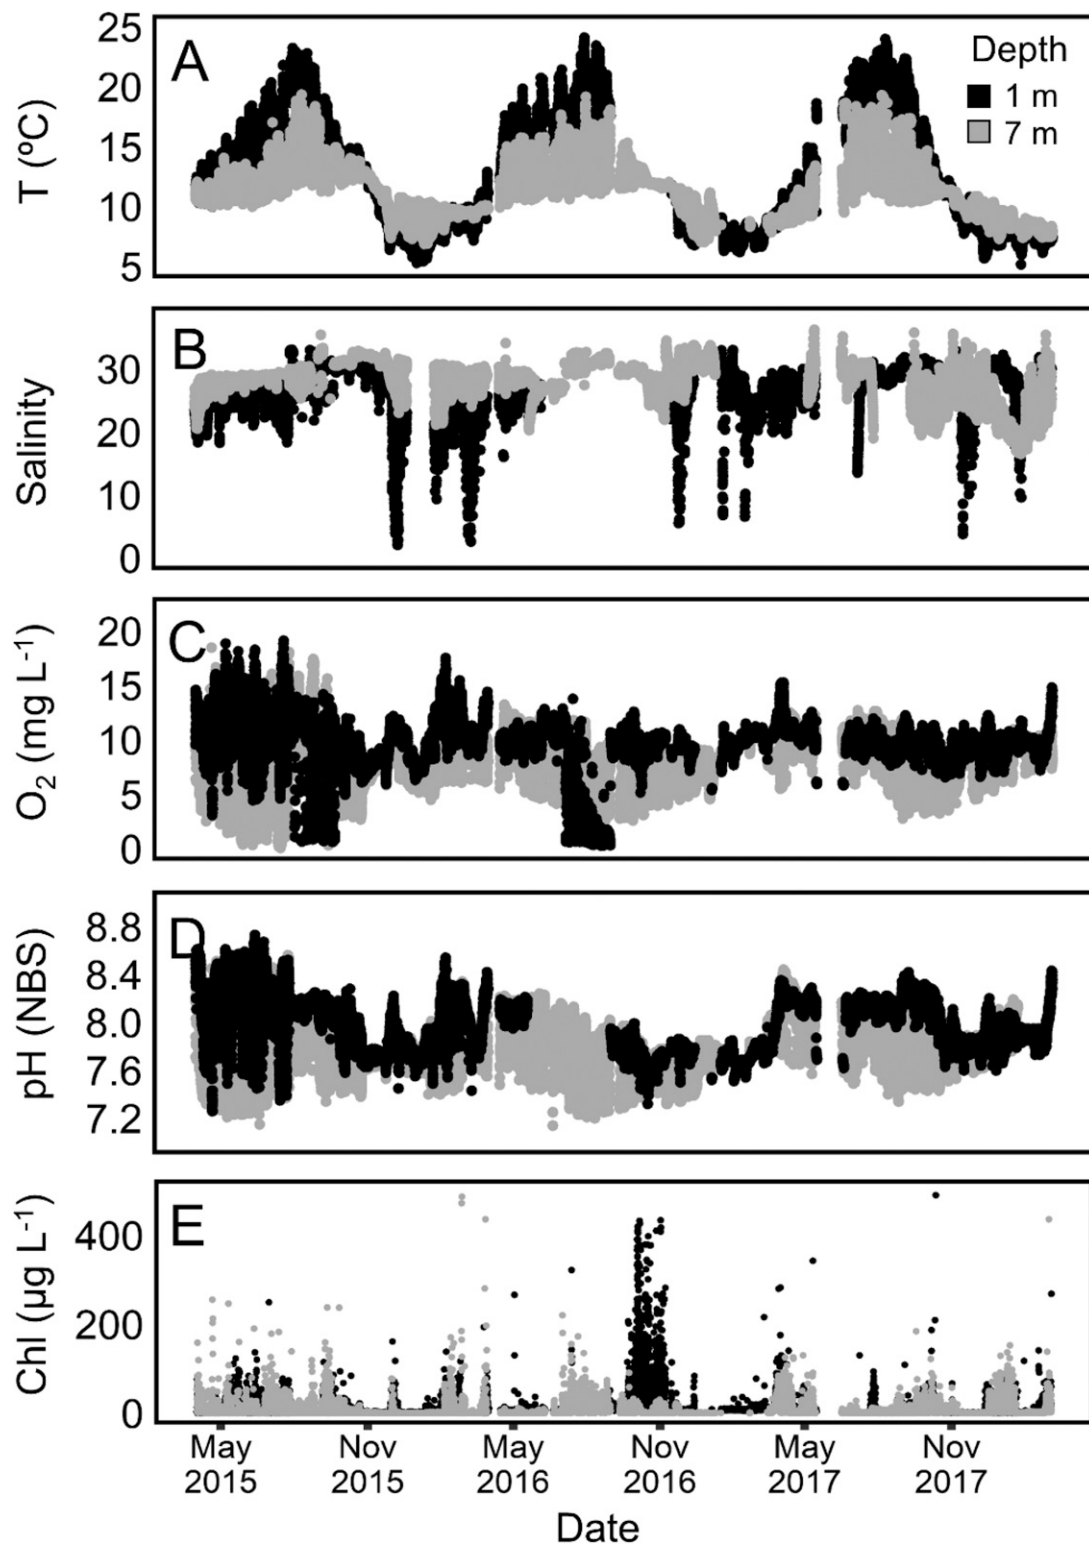 A
T (ºC)
25
20
15
10
5
Depth
1 m
7 m
B
Salinity
30
20
10
0
C
O2 (mg L-1)
20
15
10
5
0
D
pH (NBS)
8.8
8.4
8.0
7.6
7.2
E
Chl (µg L-1)
400
200
0
May Nov May Nov May Nov
2015 2015 2016 2016 2017 2017
Date